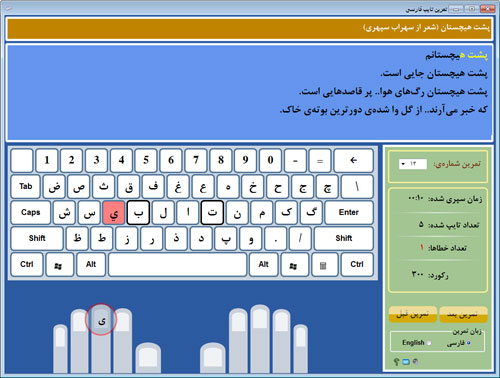 تمرین تایپ فارسی
پشت هیچستان (شعر از سهراب سپهری)
پشت هیچستانم
پشت هیچستان جایی است.
پشت هیچستان رگ‌های هوا.. پر قاصدهایی است.
که خبر می‌آرند.. از گل وا شده‌ی دورترین بوته‌ی خاک.
1 2 3 4 5 6 7 8 9 0 - = ←
Tab ض ص ث ق ف غ ع ه خ ح ج چ \
Caps ش س ي ب ل ا ت ن م ک گ Enter
Shift ظ ط ز ر ذ د پ و . / Shift
Ctrl Alt Alt Ctrl
ی
تمرین شماره‌ی: ۱۳
زمان سپری شده: ۰۰:۱۰
تعداد تایپ شده: ۵
تعداد خطاها: ۱
رکورد: ۳۰۰
تمرین بعد تمرین قبل
زبان تمرین
فارسی English
?